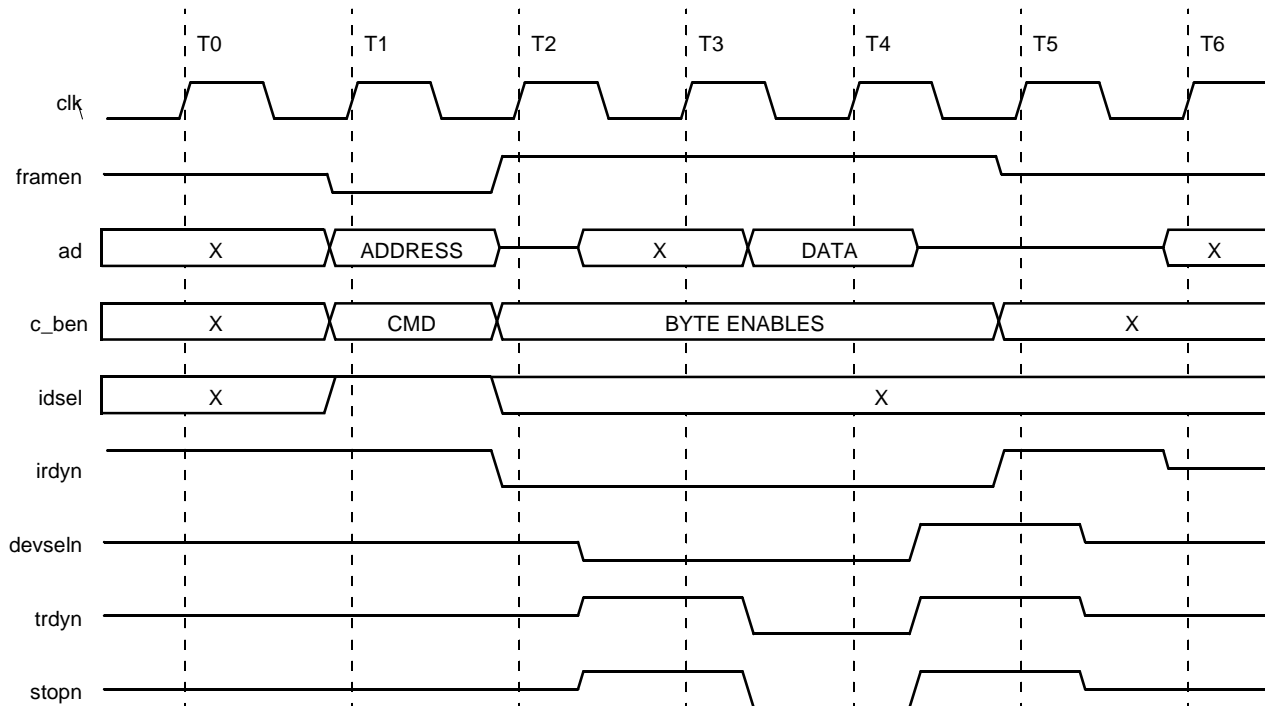 T0 T1 T2 T3 T4 T5 T6
clk
framen
ad X ADDRESS X DATA X
c_ben X CMD BYTE ENABLES X
idsel X X
irdyn
devseln
trdyn
stopn